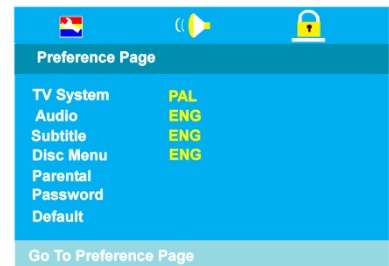 Preference Page
TV System PAL
Audio ENG
Subtitle ENG
Disc Menu ENG
Parental
Password
Default
Go To Preference Page